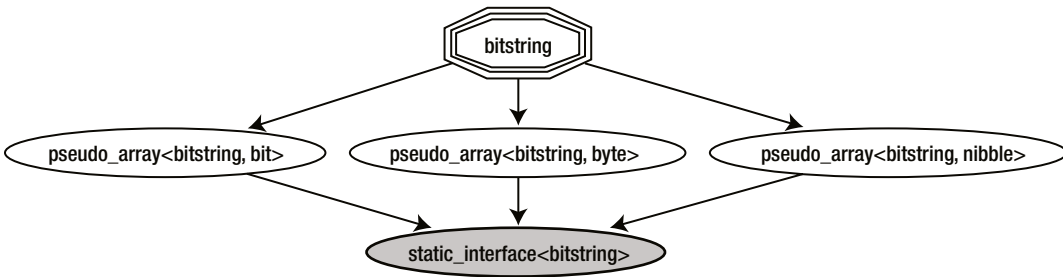 bitstring
pseudo_array<bitstring, bit>
pseudo_array<bitstring, byte>
pseudo_array<bitstring, nibble>
static_interface<bitstring>